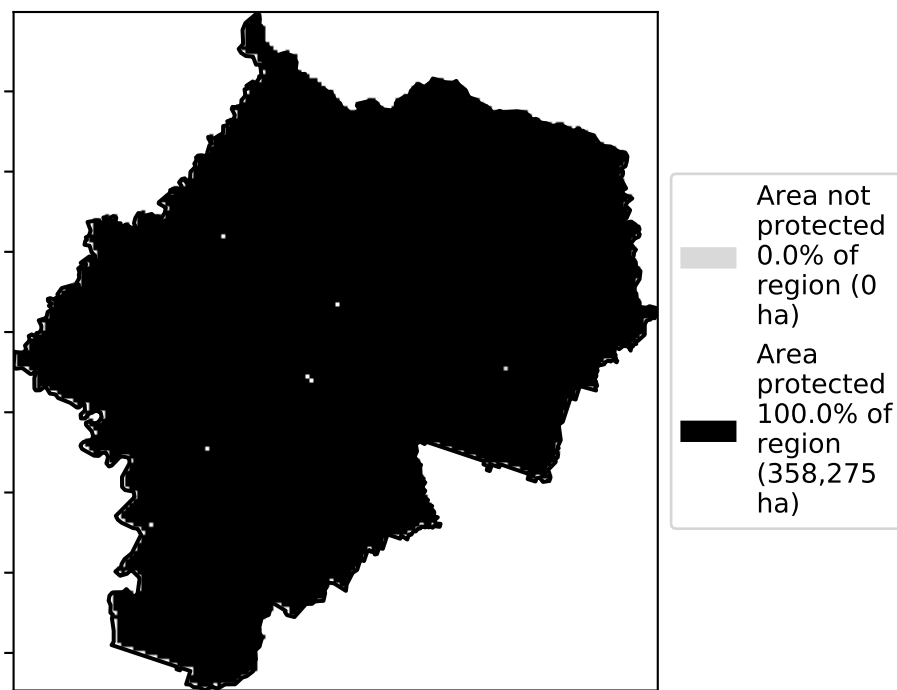 Area not
protected
0.0% of
region (0
ha)
Area
protected
100.0% of
region
(358,275
ha)